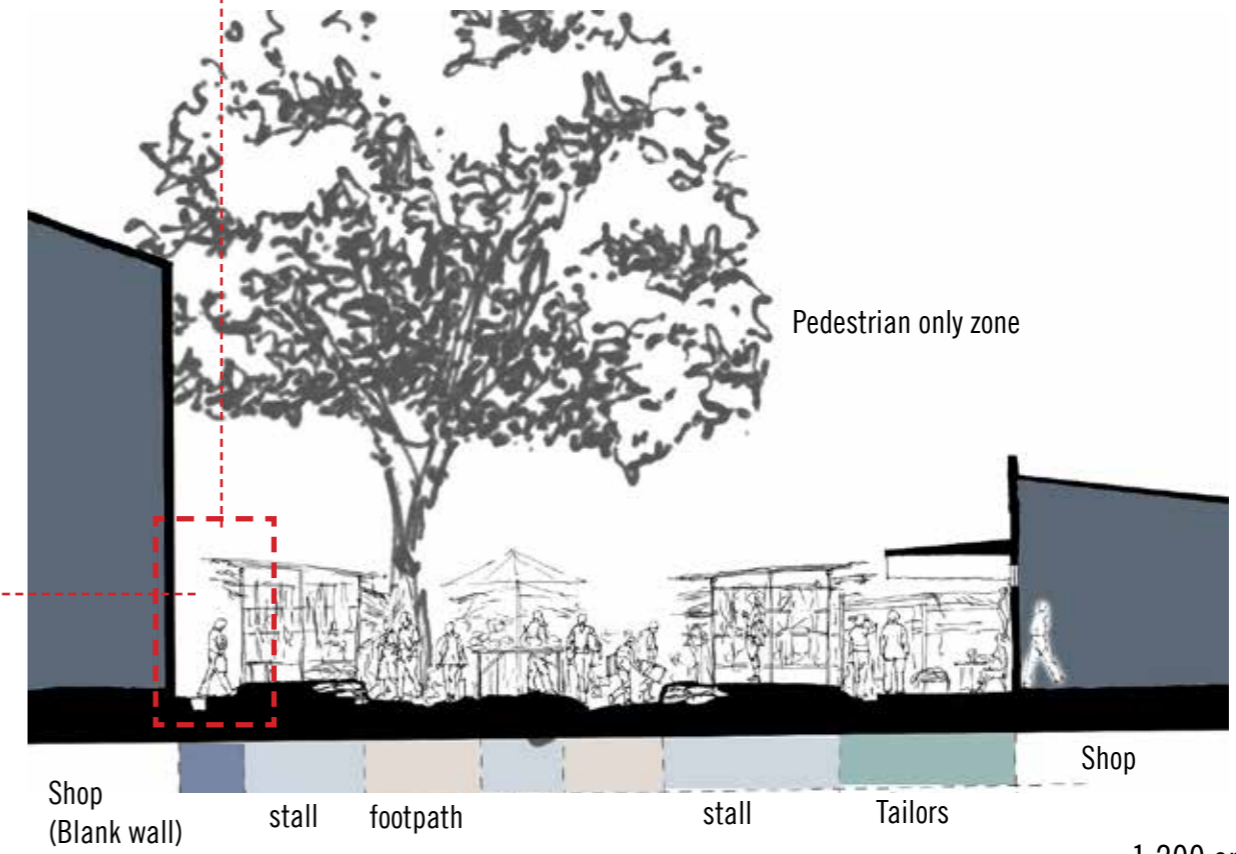 Pedestrian only zone
Shop
Shop
(Blank wall)
stall
footpath
stall
Tailors